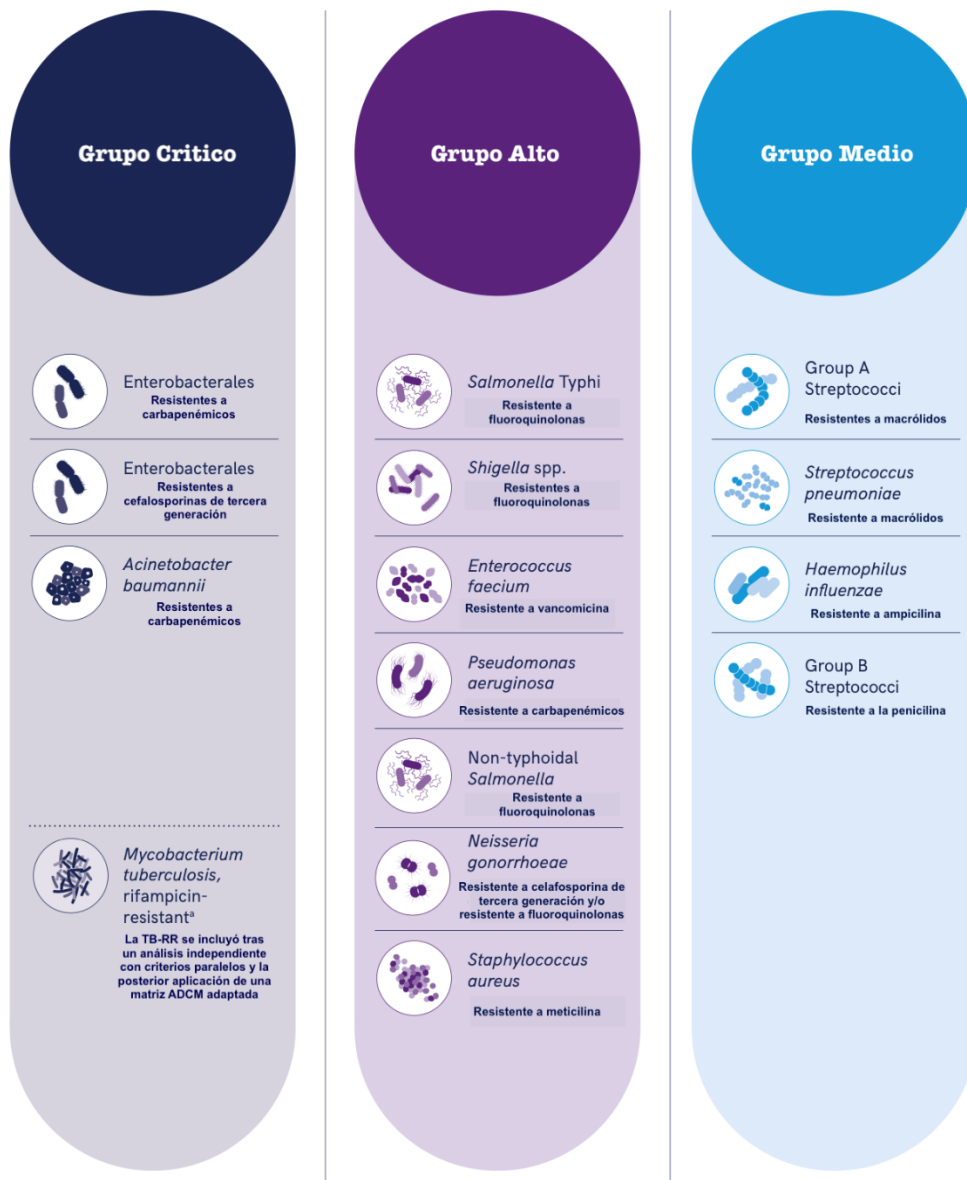 Grupo Critico
Enterobacterales
Resistentes a
carbapenémicos
Enterobacterales
Resistentes a
cefalosporinas de tercera
generación
Acinetobacter
baumannii
Resistentes a
carbapenémicos
Mycobacterium
tuberculosis,
rifampicin-
resistantᵃ
La TB-RR se incluyó tras
un análisis independiente
con criterios paralelos y la
posterior aplicación de una
matriz ADCM adaptada
Grupo Alto
Salmonella Typhi
Resistente a
fluoroquinolonas
Shigella spp.
Resistentes a
fluoroquinolonas
Enterococcus
faecium
Resistente a vancomicina
Pseudomonas
aeruginosa
Resistente a carbapenémicos
Non-typhoidal
Salmonella
Resistente a
fluoroquinolonas
Neisseria
gonorrhoeae
Resistente a celafosporina de
tercera generación y/o
resistente a fluoroquinolonas
Staphylococcus
aureus
Resistente a meticilina
Grupo Medio
Group A
Streptococci
Resistentes a macrólidos
Streptococcus
pneumoniae
Resistente a macrólidos
Haemophilus
influenzae
Resistente a ampicilina
Group B
Streptococci
Resistente a la penicilina